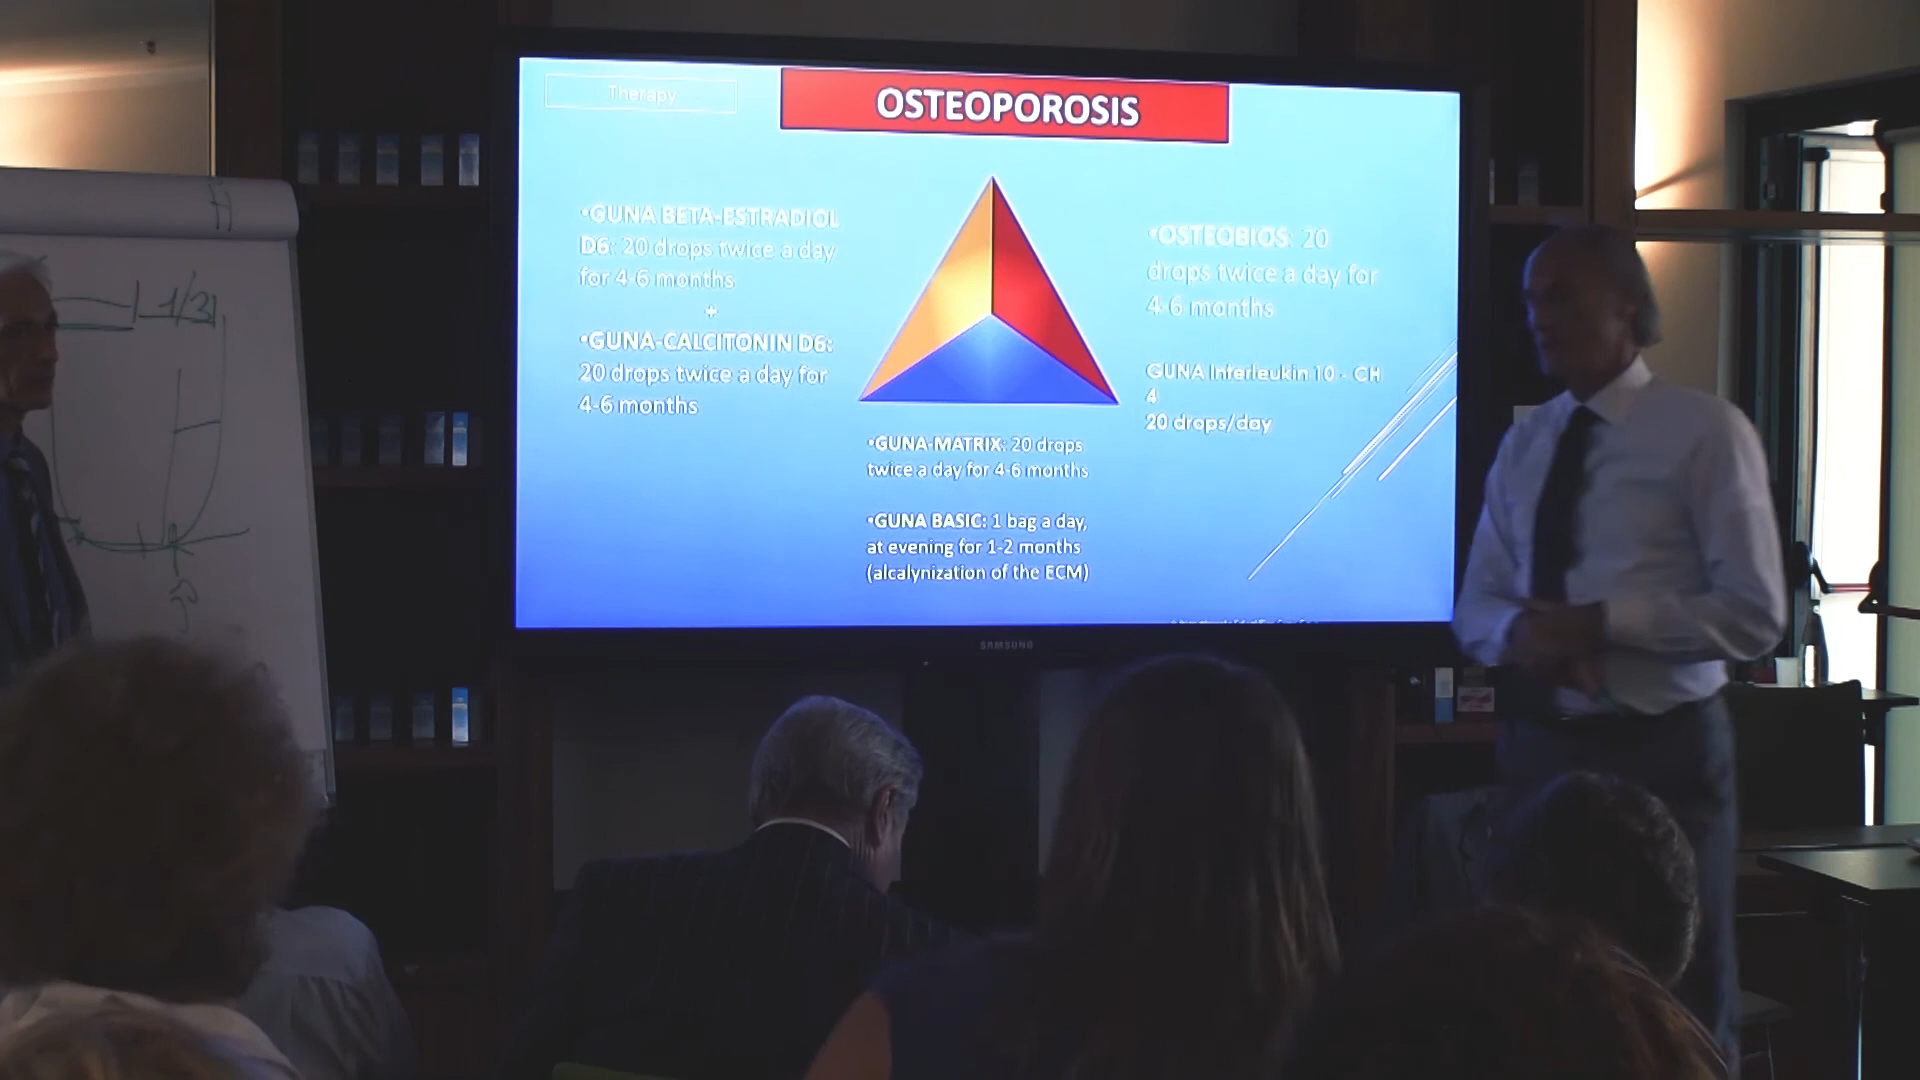 Therapy
OSTEOPOROSIS
•GUNA BETA-ESTRADIOL
D6: 20 drops twice a day
for 4-6 months
+
•GUNA-CALCITONIN D6:
20 drops twice a day for
4-6 months
•OSTEOBIOS: 20
drops twice a day for
4-6 months
GUNA Interleukin 10 - CH
4
20 drops/day
•GUNA-MATRIX: 20 drops
twice a day for 4-6 months
•GUNA BASIC: 1 bag a day,
at evening for 1-2 months
(alcalynization of the ECM)
SAMSUNG